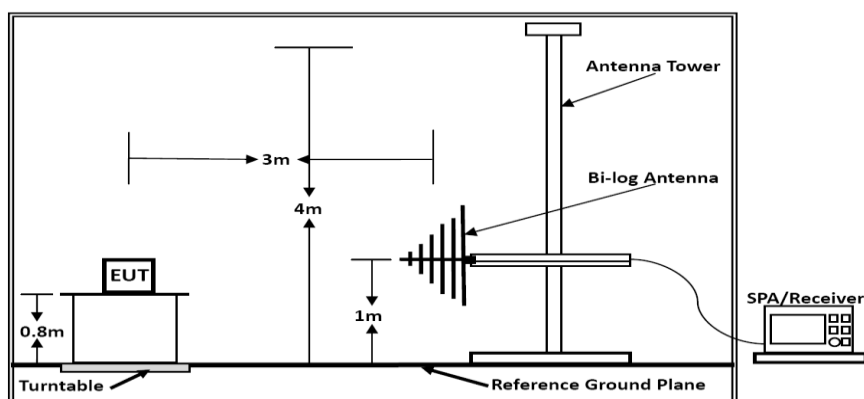 Antenna Tower
3m
Bi-log Antenna
4m
EUT
SPA/Receiver
0.8m
1m
Turntable
Reference Ground Plane